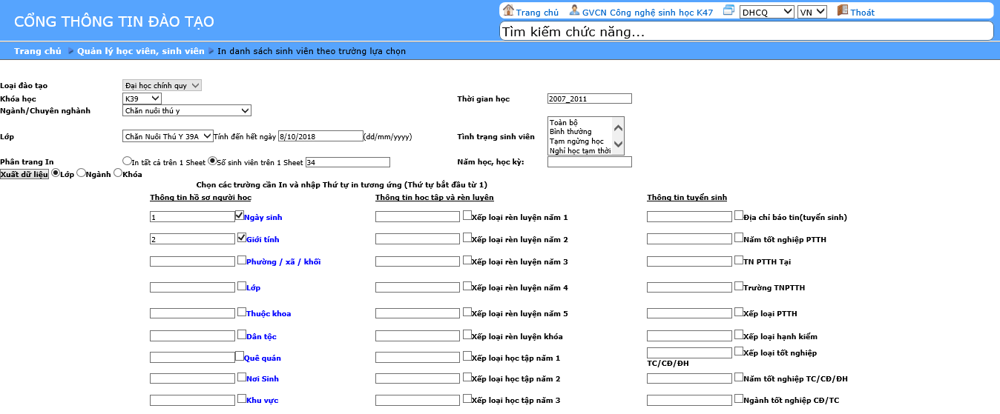 CỔNG THÔNG TIN ĐÀO TẠO
Trang chủ GVCN Công nghệ sinh học K47 DHCQ VN Thoát
Tìm kiếm chức năng...
Trang chủ Quản lý học viên, sinh viên In danh sách sinh viên theo trường lựa chọn
Loại đào tạo Đại học chính quy
Khóa học K39 Thời gian học 2007_2011
Ngành/Chuyên nghành Chăn nuôi thú y
Toàn bộ
Bình thường
Lớp Chăn Nuôi Thú Y 39A Tính đến hết ngày 8/10/2018 (dd/mm/yyyy) Tình trạng sinh viên
Tạm ngừng học
Nghỉ học tạm thời
Phân trang In In tất cả trên 1 Sheet Số sinh viên trên 1 Sheet 34 Năm học, học kỳ:
Xuất dữ liệu Lớp Ngành Khóa
Chọn các trường cần In và nhập Thứ tự in tương ứng (Thứ tự bắt đầu từ 1)
Thông tin hồ sơ người học Thông tin học tập và rèn luyện Thông tin tuyển sinh
1 Ngày sinh Xếp loại rèn luyện năm 1 Địa chỉ báo tin(tuyển sinh)
2 Giới tính Xếp loại rèn luyện năm 2 Năm tốt nghiệp PTTH
Phường / xã / khối Xếp loại rèn luyện năm 3 TN PTTH Tại
Lớp Xếp loại rèn luyện năm 4 Trường TNPTTH
Thuộc khoa Xếp loại rèn luyện năm 5 Xếp loại PTTH
Dân tộc Xếp loại rèn luyện khóa Xếp loại hạnh kiểm
Quê quán Xếp loại học tập năm 1 Xếp loại tốt nghiệp
TC/CĐ/ĐH
Nơi Sinh Xếp loại học tập năm 2 Năm tốt nghiệp TC/CĐ/ĐH
Khu vực Xếp loại học tập năm 3 Ngành tốt nghiệp CĐ/TC